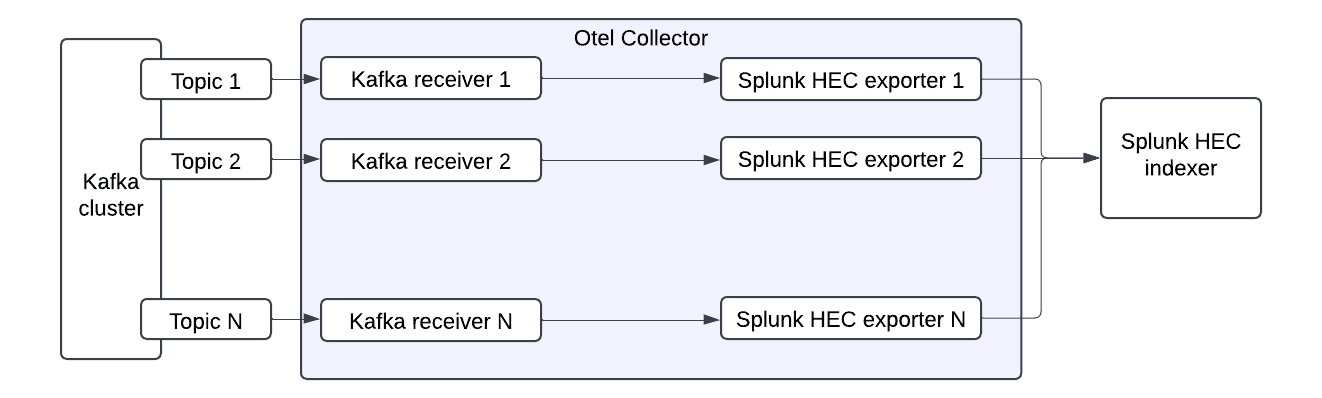 Otel Collector
Topic 1
Kafka receiver 1
Splunk HEC exporter 1
Topic 2
Kafka receiver 2
Splunk HEC exporter 2
Splunk HEC
indexer
Kafka
cluster
Topic N
Kafka receiver N
Splunk HEC exporter N